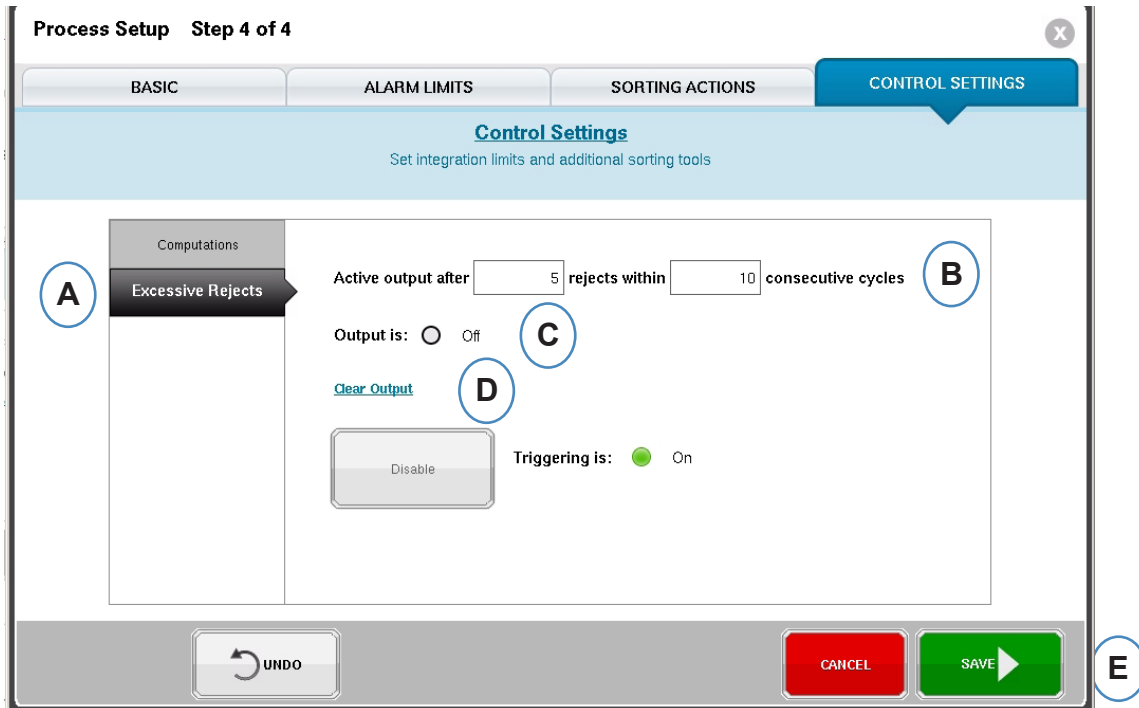 Process Setup Step 4 of 4
X
BASIC
ALARM LIMITS
SORTING ACTIONS
CONTROL SETTINGS
Control Settings
Set integration limits and additional sorting tools
Computations
A
Excessive Rejects
Active output after 5 rejects within 10 consecutive cycles
B
Output is: Off
C
Clear Output
D
Disable
Triggering is: On
UNDO
CANCEL
SAVE
E